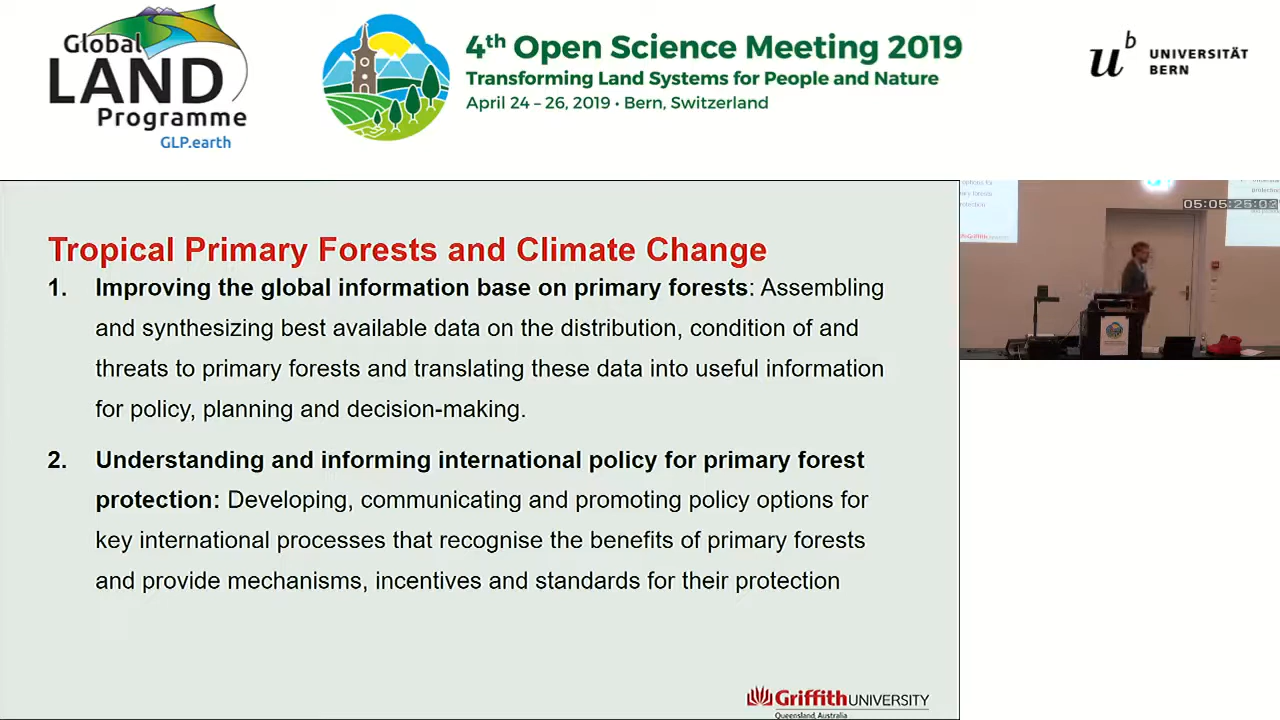 Global
LAND
Programme
GLP.earth
4th Open Science Meeting 2019
Transforming Land Systems for People and Nature
April 24 – 26, 2019 • Bern, Switzerland
u b
UNIVERSITÄT
BERN
Tropical Primary Forests and Climate Change
1. Improving the global information base on primary forests: Assembling
and synthesizing best available data on the distribution, condition of and
threats to primary forests and translating these data into useful information
for policy, planning and decision-making.
2. Understanding and informing international policy for primary forest
protection: Developing, communicating and promoting policy options for
key international processes that recognise the benefits of primary forests
and provide mechanisms, incentives and standards for their protection
Griffith UNIVERSITY
Queensland, Australia
options for
forests
05:05:25:03
Griffith